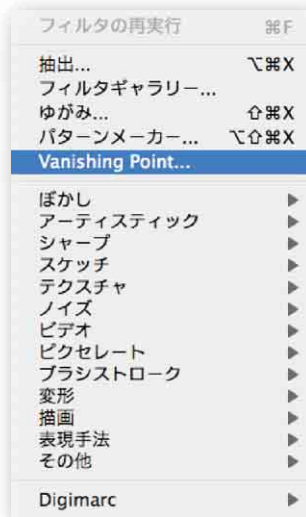 フィルタの再実行 ⌘F
抽出... ⌥⌘X
フィルタギャラリー...
ゆがみ... ⇧⌘X
パターンメーカー... ⌥⇧⌘X
Vanishing Point...
ぼかし ▶
アーティスティック ▶
シャープ ▶
スケッチ ▶
テクスチャ ▶
ノイズ ▶
ビデオ ▶
ピクセレート ▶
ブラシストローク ▶
変形 ▶
描画 ▶
表現手法 ▶
その他 ▶
Digimarc ▶